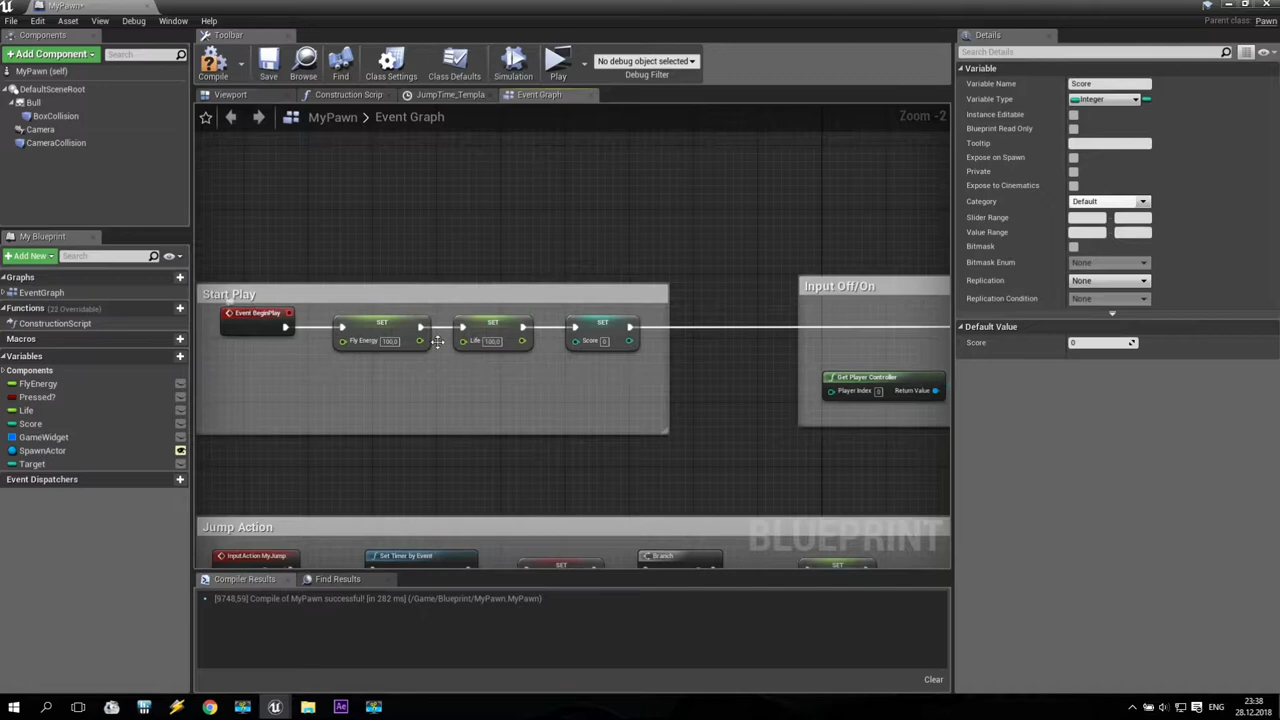 MyPawn*
File
Edit
Asset
View
Debug
Window
Help
Parent class: Pawn
Components
Add Component
Search
MyPawn (self)
DefaultSceneRoot
Bull
BoxCollision
Camera
CameraCollision
My Blueprint
Add New
Search
Graphs
EventGraph
Functions (22 Overridable)
ConstructionScript
Macros
Variables
Components
FlyEnergy
Pressed?
Life
Score
GameWidget
SpawnActor
Target
Event Dispatchers
Toolbar
Compile
Save
Browse
Find
Class Settings
Class Defaults
Simulation
Play
No debug object selected
Debug Filter
Viewport
Construction Scrip
JumpTime_Templa
Event Graph
MyPawn > Event Graph
Zoom -2
Start Play
Event BeginPlay
SET
Fly Energy 100,0
SET
Life 100,0
SET
Score 0
Input Off/On
Get Player Controller
Player Index 0
Return Value
Jump Action
BLUEPRINT
InputAction MyJump
Set Timer by Event
SET
Branch
SET
Compiler Results
Find Results
[9748,59] Compile of MyPawn successful! [in 282 ms] (/Game/Blueprint/MyPawn.MyPawn)
Clear
Details
Search Details
Variable
Variable Name Score
Variable Type Integer
Instance Editable
Blueprint Read Only
Tooltip
Expose on Spawn
Private
Expose to Cinematics
Category Default
Slider Range
Value Range
Bitmask
Bitmask Enum None
Replication None
Replication Condition None
Default Value
Score 0
Ae
Ae
ENG
23:38
28.12.2018